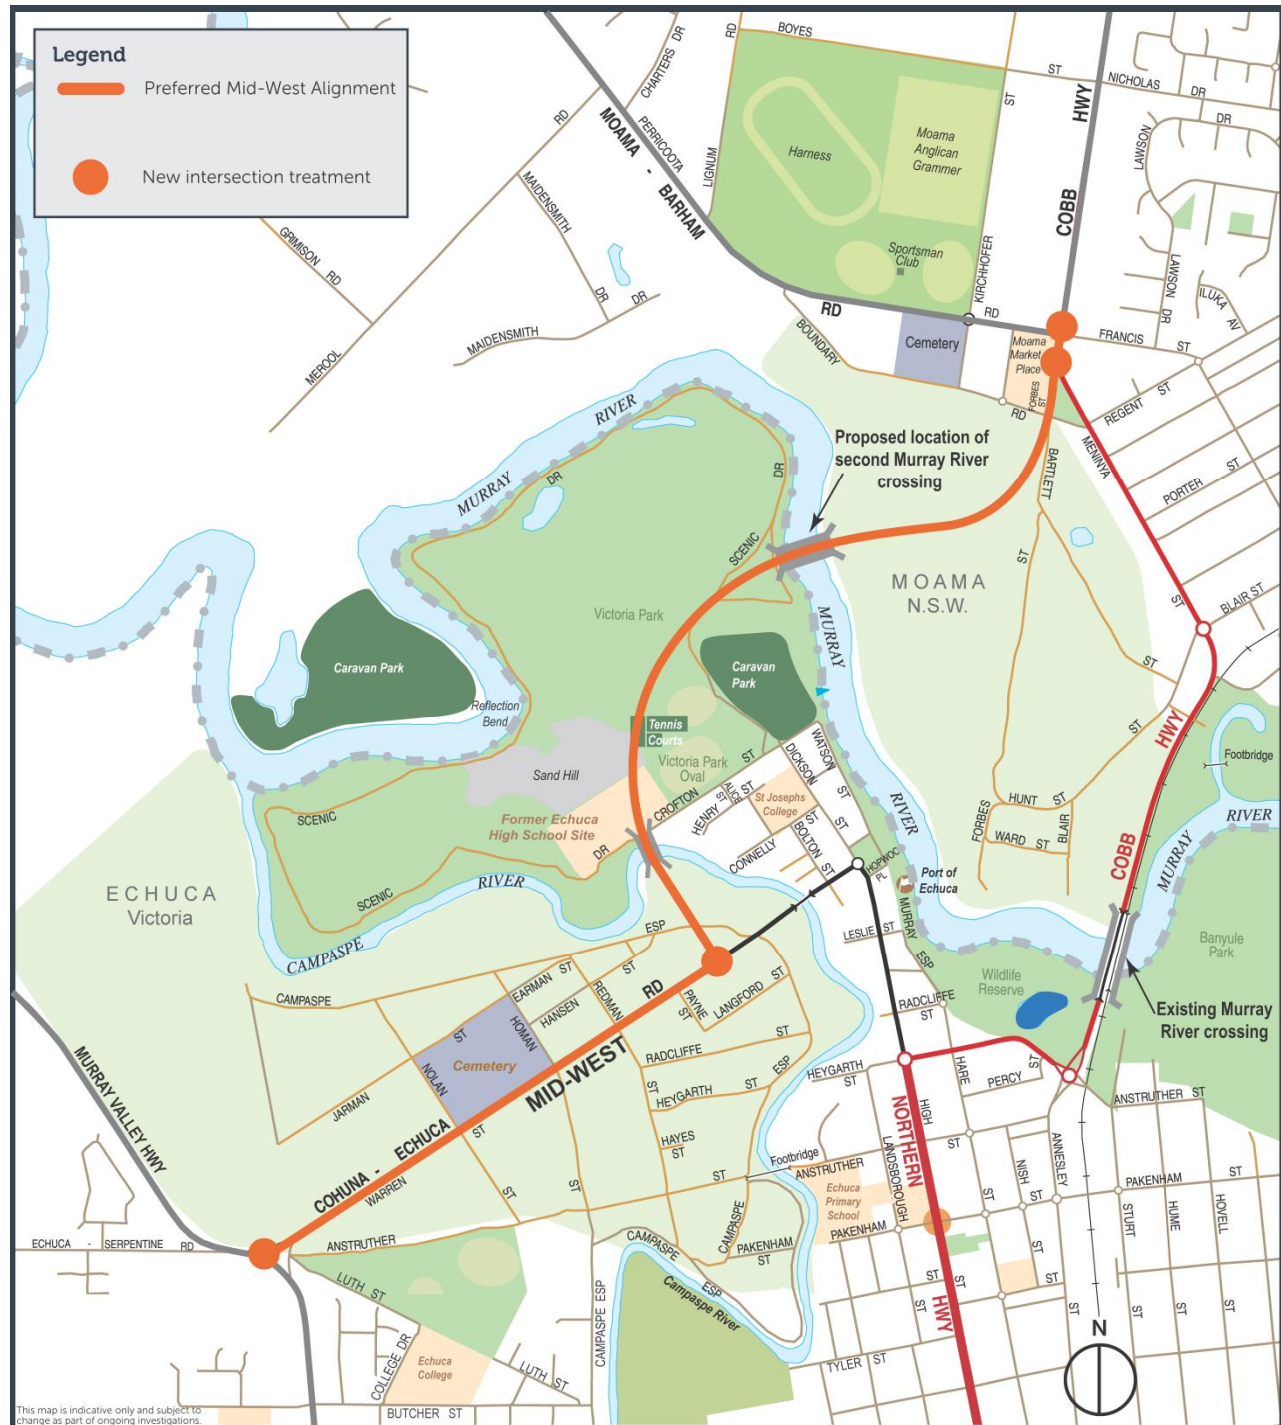 Legend
Preferred Mid-West Alignment
New intersection treatment
BOYES
ST
NICHOLAS
DR
DR
RD
CHARTERS DR
PERRICOOTA
MOAMA - BARHAM
RD
LIGNUM
Harness
Moama
Anglican
Grammer
Sportsman
Club
KIRCHHOFER
ST
COBB
HWY
LAWSON
LAWSON DR
ILUKA
AV
RD
MAIDENSMITH
DR
DR
MAIDENSMITH
GRIMISON RD
MEROOL
RD
BOUNDARY
RD
Cemetery
Moama
Market
Place
FORBES
ST
FRANCIS
ST
REGENT
ST
MENINYA
ST
PORTER
ST
BLAIR ST
BARTLETT
ST
ST
ST
MURRAY
RIVER
DR
DR
SCENIC
Proposed location of
second Murray River
crossing
MOAMA
N.S.W.
Victoria Park
MURRAY
Caravan Park
Caravan
Park
Reflection
Bend
Tennis
Courts
Sand Hill
Victoria Park
Oval
Former Echuca
High School Site
SCENIC
DR
SCENIC
CROFTON
ST
HENRY
ST
ALICE
ST
DICKSON
ST
WATSON
ST
St Josephs
College
CONNELLY
ST
BOLTON
ST
HOPWOOD
PL
RIVER
Port of
Echuca
HWY
COBB
Footbridge
RIVER
MURRAY
FORBES
HUNT
ST
WARD ST
BLAIR
ECHUCA
Victoria
CAMPASPE
RIVER
CAMPASPE
ESP
EARMAN
ST
HANSEN
ST
HOMAN
REDMAN
RD
PAYNE
ST
LANGFORD
ST
LESLIE ST
MURRAY
ESP
RADCLIFFE
ST
Wildlife
Reserve
Banyule
Park
Existing Murray
River crossing
MURRAY VALLEY HWY
JARMAN
ST
NOLAN
ST
Cemetery
MID-WEST
COHUNA - ECHUCA
WARREN
ST
RADCLIFFE
ST
ESP
HEYGARTH
ST
ST
HAYES
ST
HEYGARTH
ST
HARE
PERCY
ST
ANSTRUTHER ST
Footbridge
ANSTRUTHER
ST
ST
Echuca
Primary
School
NORTHERN
HWY
HIGH
LANDSBOROUGH
ST
NISH
ST
ANNESLEY
ST
PAKENHAM
ST
STURT
HUME
HOVELL
ST
PAKENHAM
ST
CAMPASPE
PAKENHAM
ST
ECHUCA - SERPENTINE
RD
ANSTRUTHER
LUTH ST
CAMPASPE
ESP
Campaspe River
CAMPASPE ESP
COLLEGE DR
Echuca
College
LUTH
ST
TYLER ST
BUTCHER ST
N
This map is indicative only and subject to
change as part of ongoing investigations.